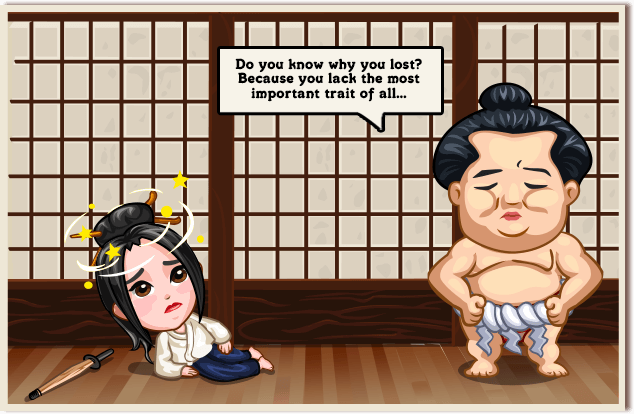 Do you know why you lost?
Because you lack the most
important trait of all...